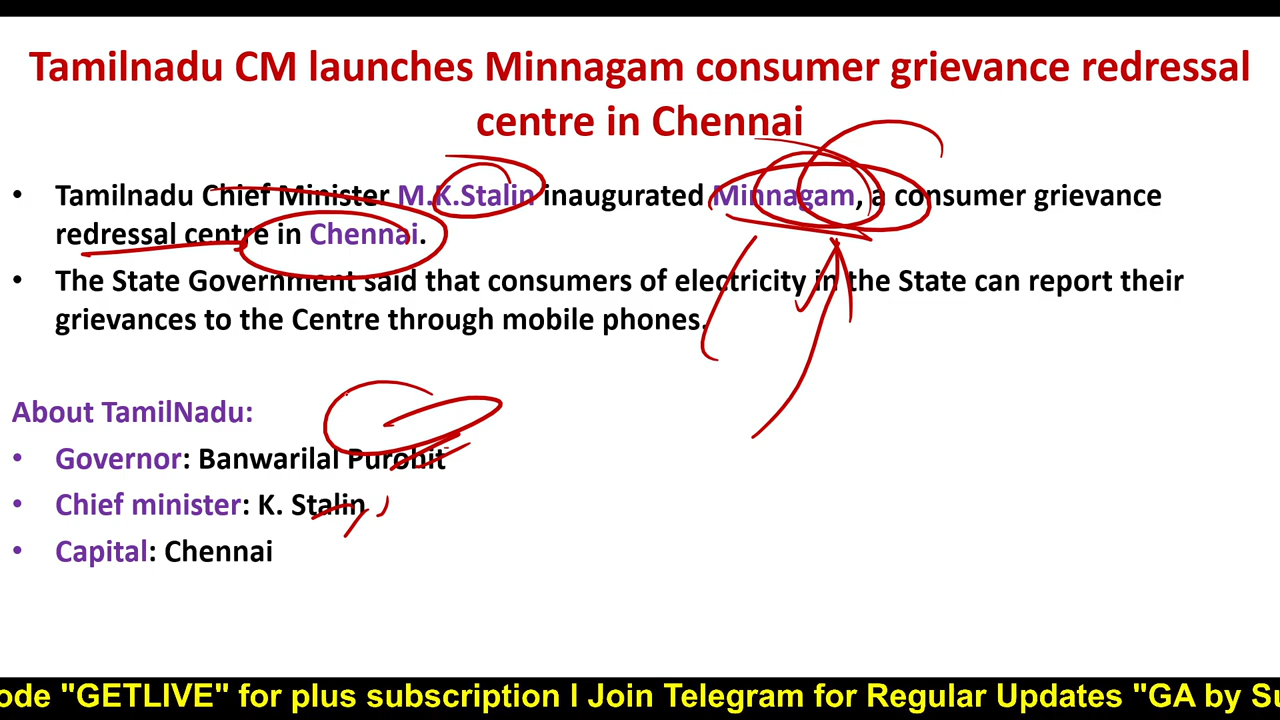 Tamilnadu CM launches Minnagam consumer grievance redressal
centre in Chennai
• Tamilnadu Chief Minister M.K.Stalin inaugurated Minnagam, a consumer grievance
redressal centre in Chennai.
• The State Government said that consumers of electricity in the State can report their
grievances to the Centre through mobile phones.
About TamilNadu:
• Governor: Banwarilal Purohit
• Chief minister: K. Stalin
• Capital: Chennai
ode "GETLIVE" for plus subscription I Join Telegram for Regular Updates "GA by Su